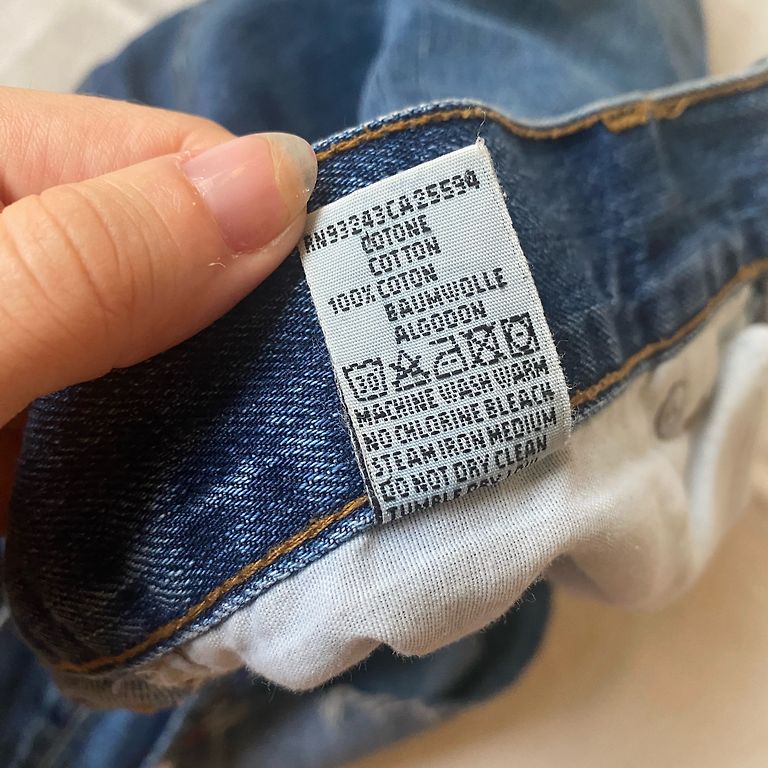 RN93243CA25594
COTONE
COTTON
100% COTON
BAUMWOLLE
ALGODON
MACHINE WASH WARM
NO CHLORINE BLEACH
STEAM IRON MEDIUM
DO NOT DRY CLEAN
TUMBLE DRY